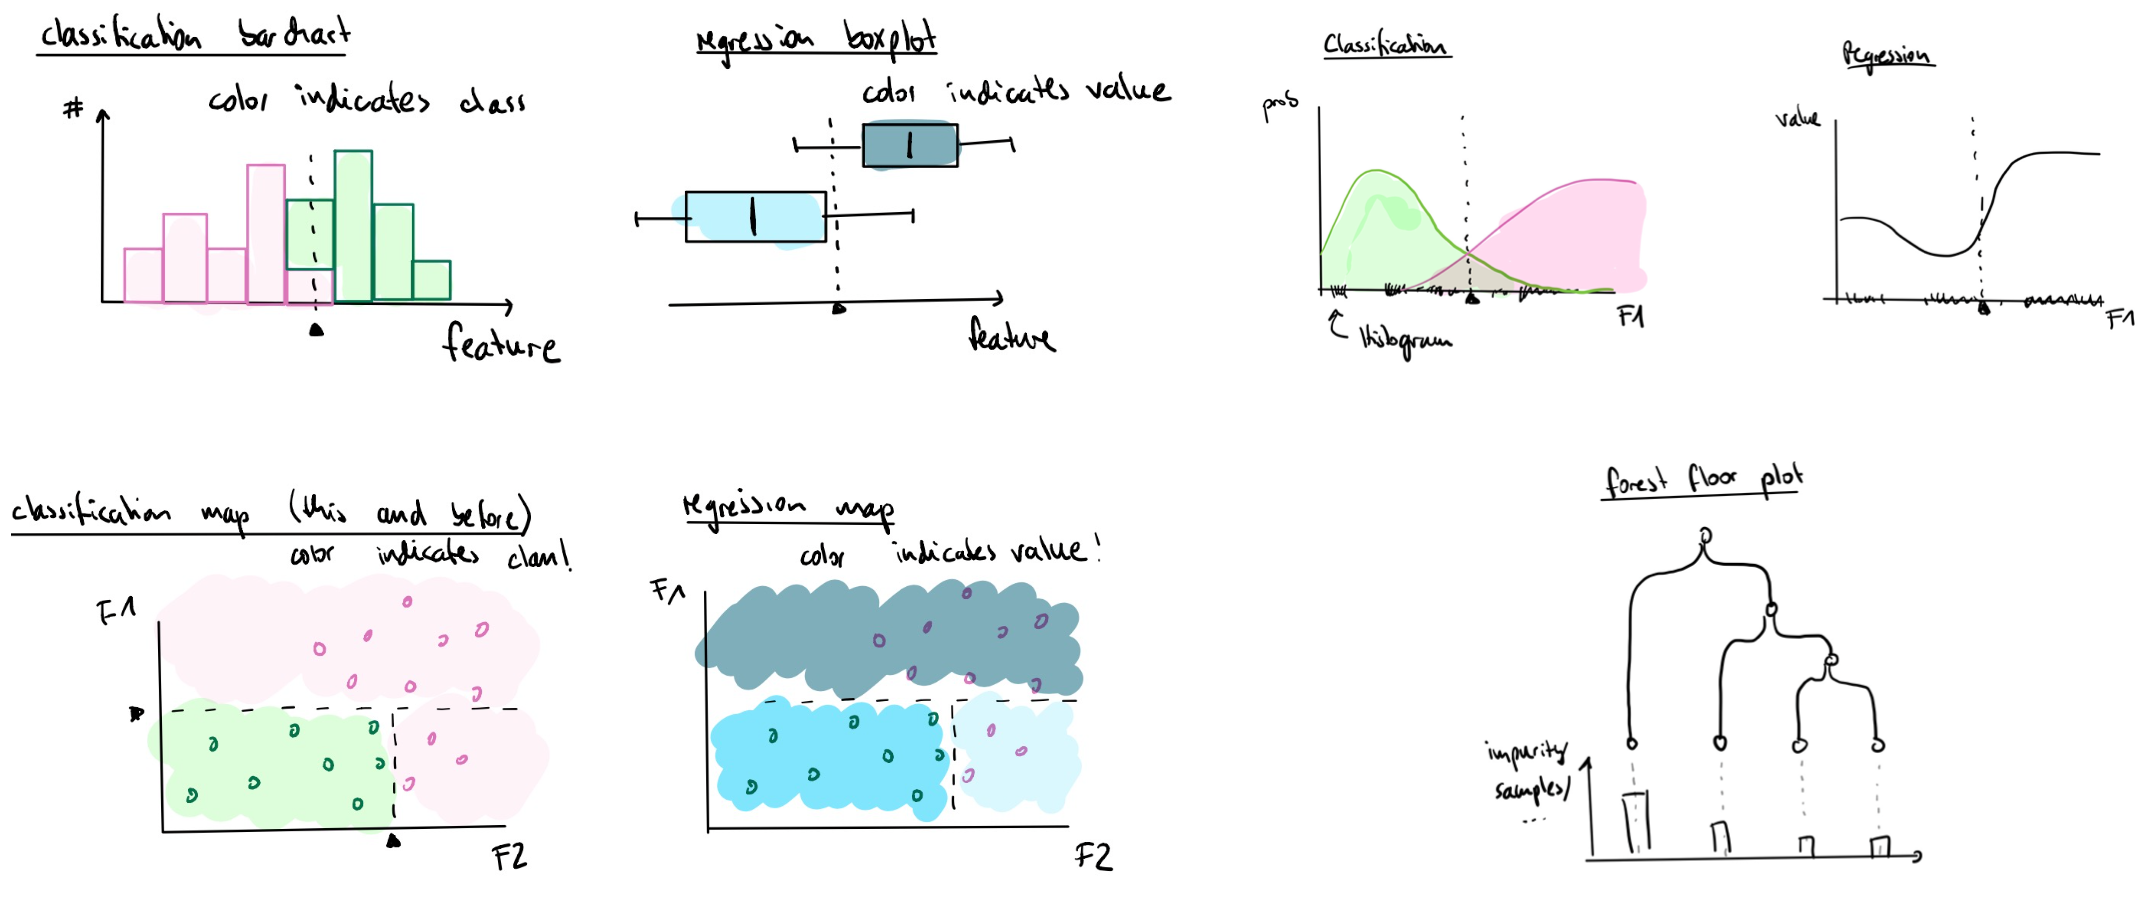 classification barchart
color indicates class
#
feature
regression boxplot
color indicates value
feature
Classification
prob
F1
Histogram
Regression
value
F1
classification map (this and before)
color indicates class!
F1
F2
regression map
color indicates value!
F1
F2
forest floor plot
impurity/
samples/
...